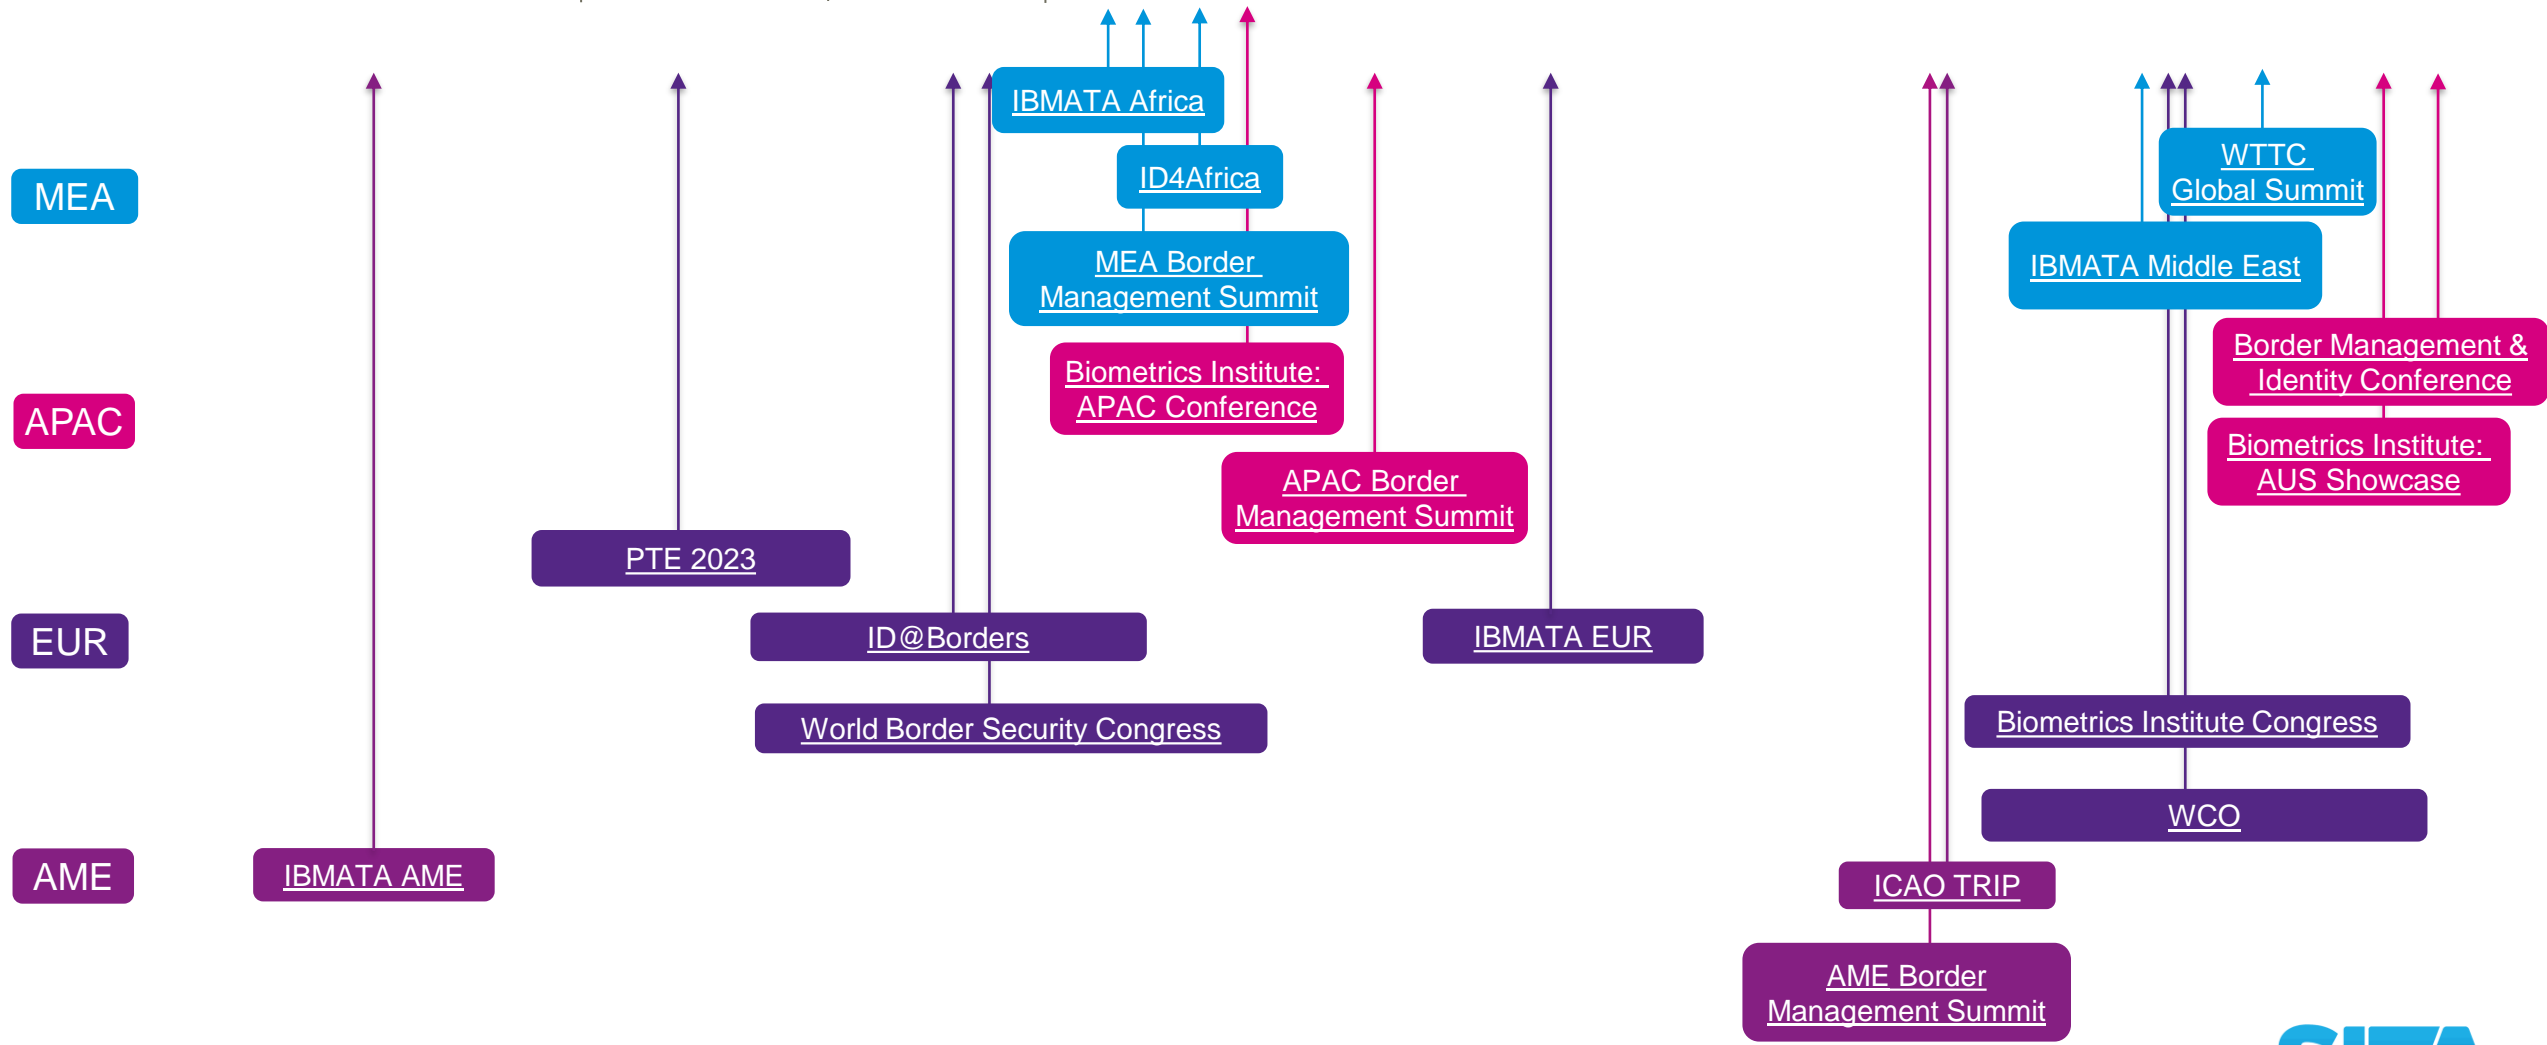 IBMATA Africa
ID4Africa
MEA
MEA Border
Management Summit
WTTC
Global Summit
IBMATA Middle East
APAC
Biometrics Institute:
APAC Conference
APAC Border
Management Summit
Border Management &
Identity Conference
Biometrics Institute:
AUS Showcase
PTE 2023
EUR
ID@Borders
IBMATA EUR
World Border Security Congress
Biometrics Institute Congress
WCO
AME
IBMATA AME
ICAO TRIP
AME Border
Management Summit